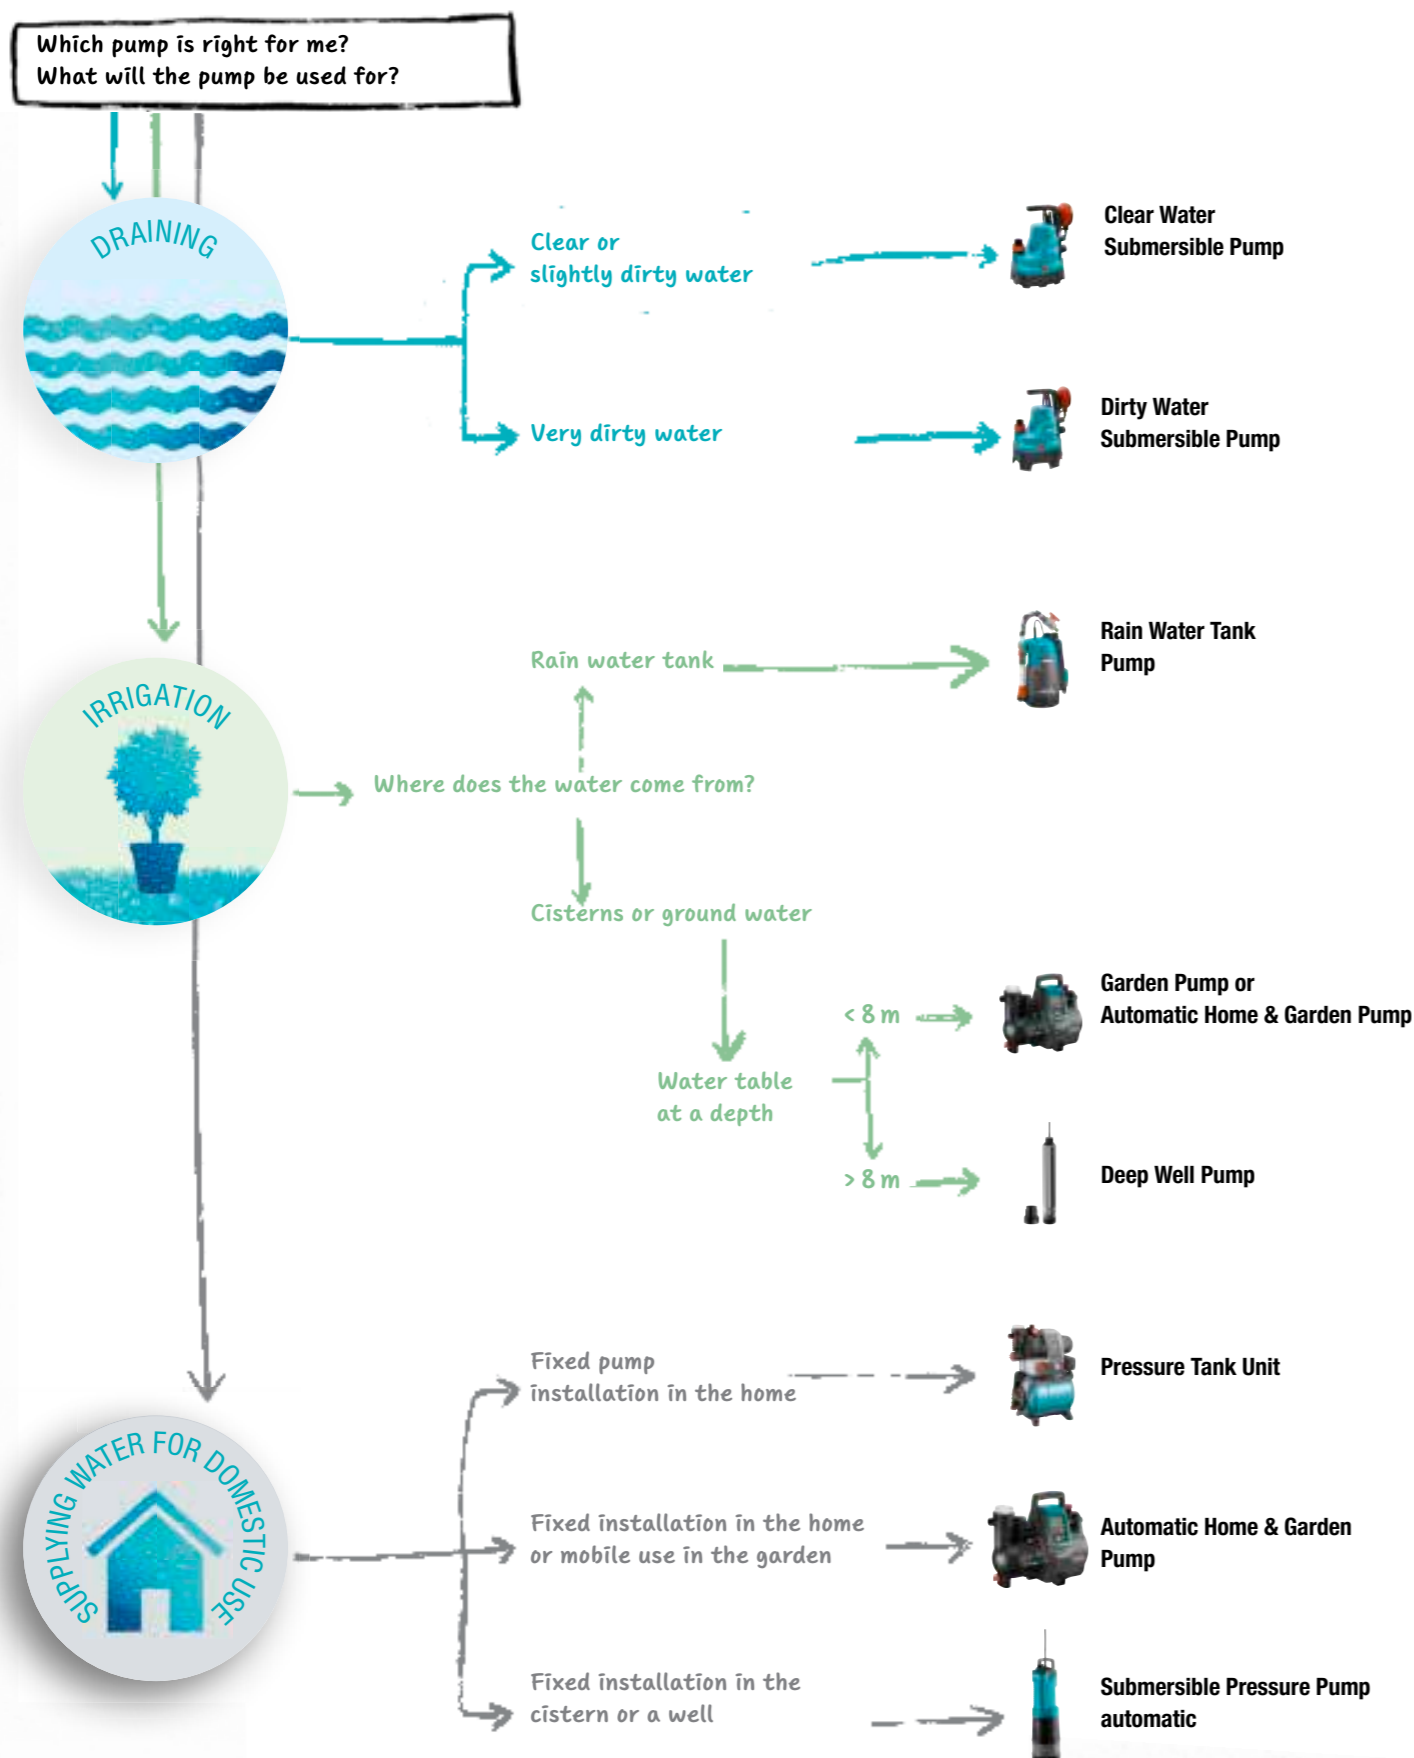 Which pump is right for me?
What will the pump be used for?
DRAINING
Clear or
slightly dirty water
Clear Water
Submersible Pump
Very dirty water
Dirty Water
Submersible Pump
IRRIGATION
Where does the water come from?
Rain water tank
Rain Water Tank
Pump
Cisterns or ground water
Water table
at a depth
< 8 m
Garden Pump or
Automatic Home & Garden Pump
> 8 m
Deep Well Pump
SUPPLYING WATER FOR DOMESTIC USE
Fixed pump
installation in the home
Pressure Tank Unit
Fixed installation in the home
or mobile use in the garden
Automatic Home & Garden
Pump
Fixed installation in the
cistern or a well
Submersible Pressure Pump
automatic